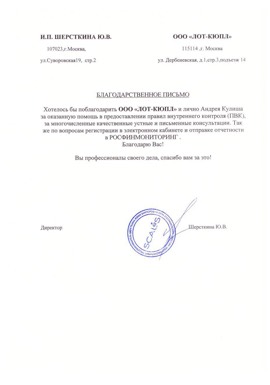 И.П. ШЕРСТКИНА Ю.В. ООО «ЛОТ-КЮПЛ»
197023,г.Москва, 115114 ,г. Москва
ул.Суворовская19, стр.2 ул. Дербеневская, д.1,стр.1,подъезд 14
БЛАГОДАРСТВЕННОЕ ПИСЬМО
Хотелось бы поблагодарить ООО «ЛОТ-КЮПЛ» и лично Андрея Кулиша
за оказанную помощь в предоставлении правил внутреннего контроля (ПВК),
за многочисленные качественные устные и письменные консультации. Так
же по вопросам регистрации в электронном кабинете и отправке отчетности
в РОСФИНМОНИТОРИНГ .
Благодарю Вас!
Вы профессионалы своего дела, спасибо вам за это!
Директор Шерсткина Ю.В.
SCALIS